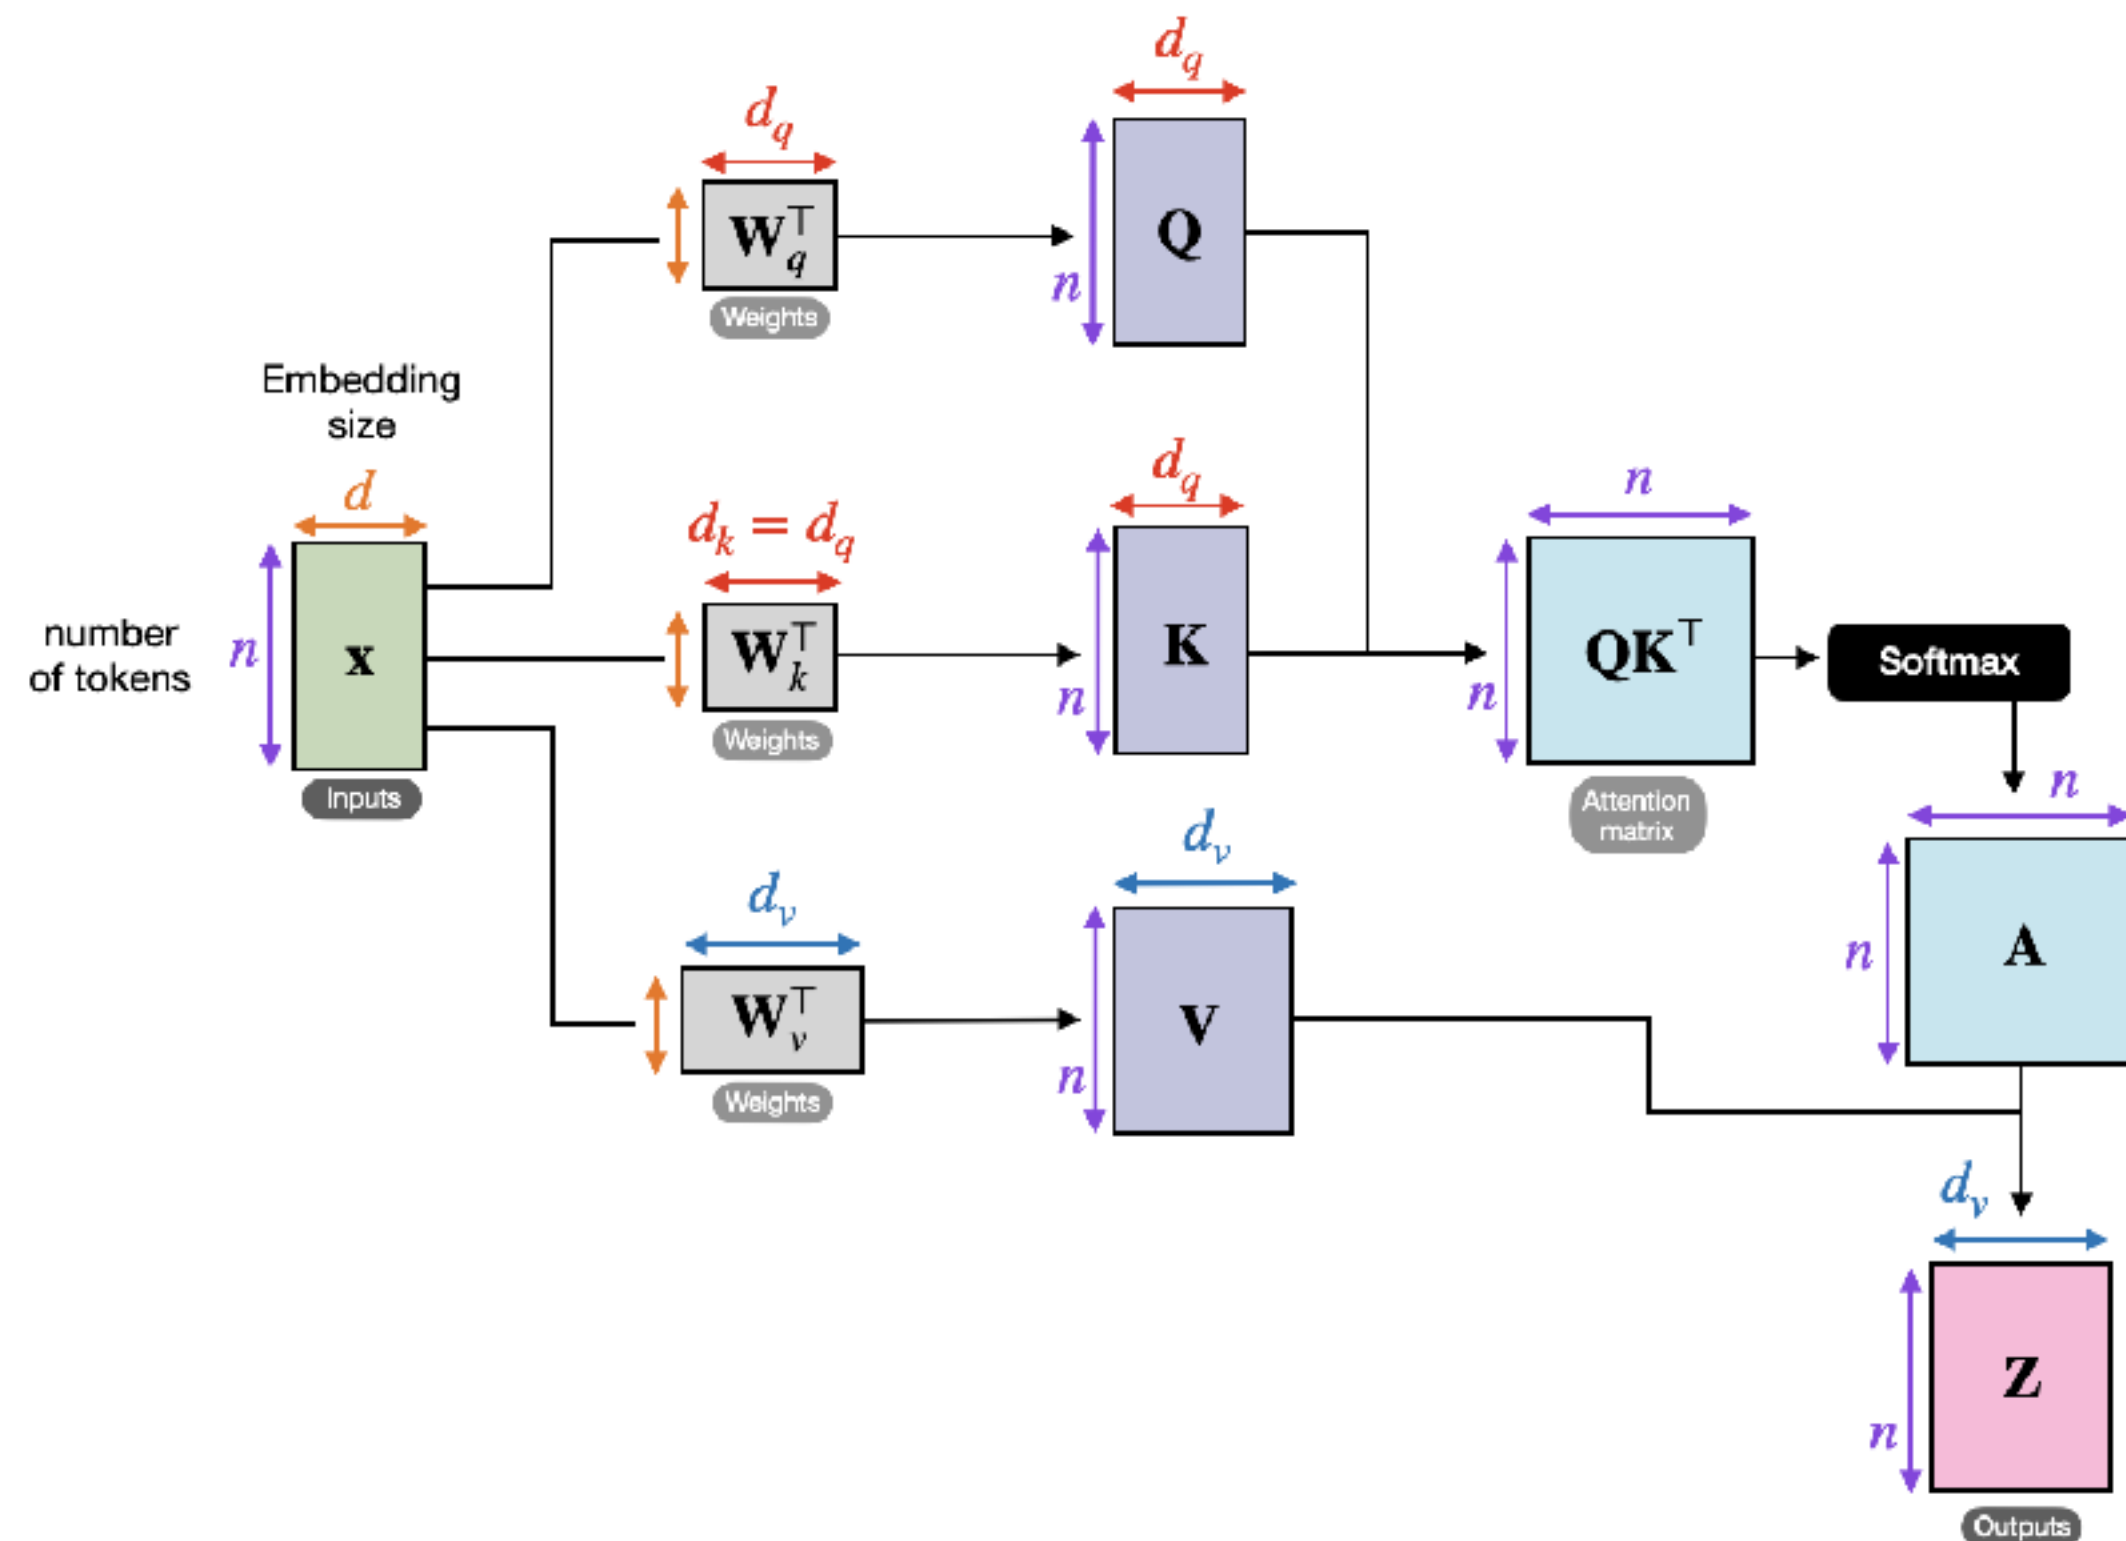 d_q
d_q
W_q^⊤
Q
n
Weights
Embedding
size
d
number
of tokens
n
x
Inputs
d_k = d_q
W_k^⊤
Weights
d_q
K
n
n
QK^⊤
n
Attention
matrix
Softmax
n
A
n
d_v
W_v^⊤
Weights
d_v
V
n
d_v
Z
n
Outputs